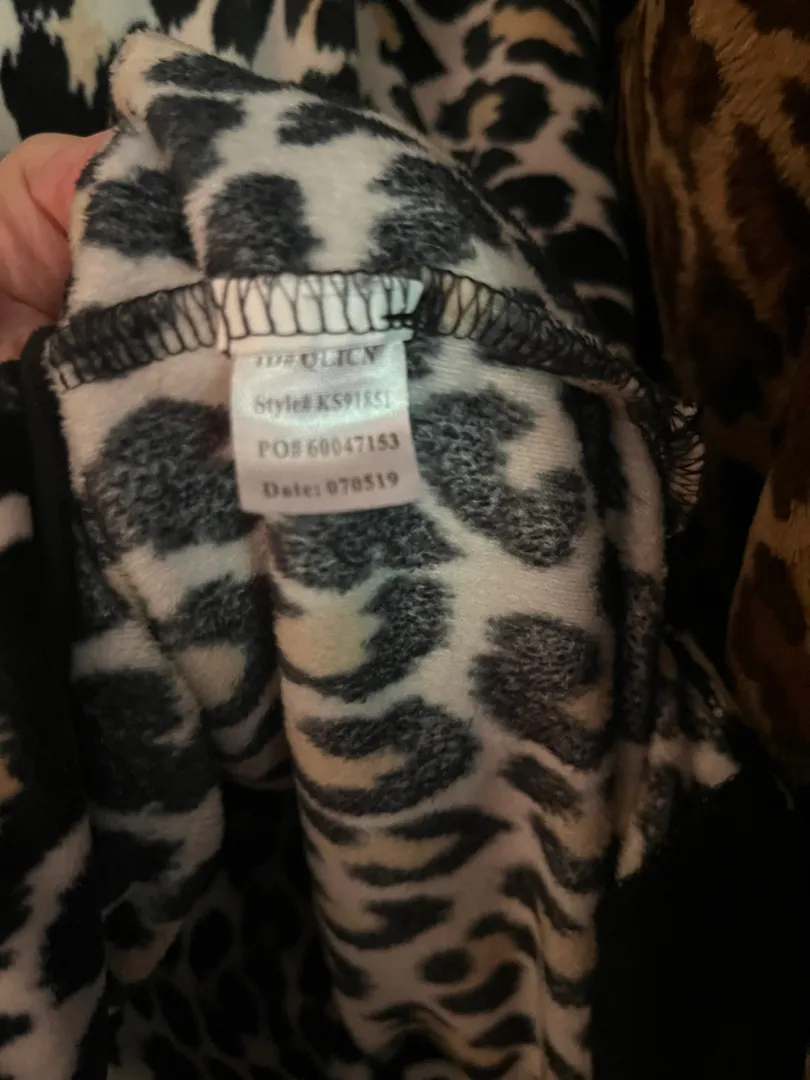 ID# QLICN
Style# KS91851
PO# 60047153
Date: 070519